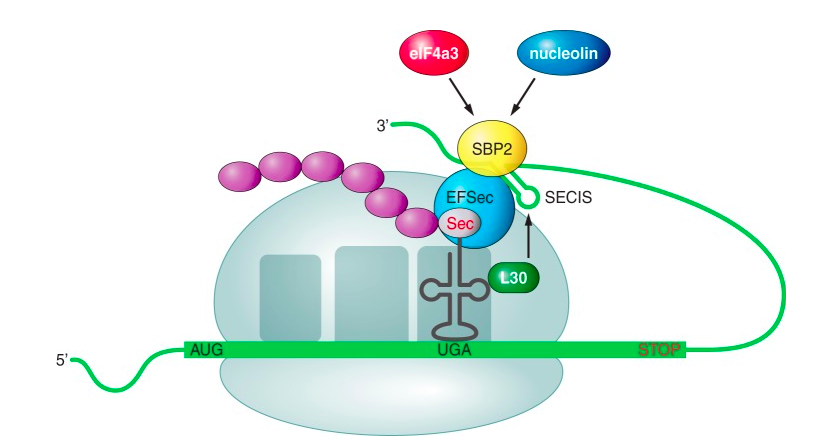 eIF4a3
nucleolin
3’
SBP2
EFSec
SECIS
Sec
L30
5’
AUG
UGA
STOP